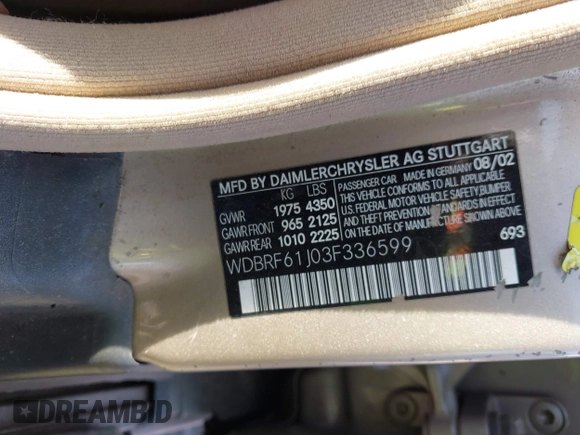 MFD BY DAIMLERCHRYSLER AG STUTTGART
KG LBS
GVWR 1975 4350
GAWR FRONT 965 2125
GAWR REAR 1010 2225
PASSENGER CAR MADE IN GERMANY 08/02
THIS VEHICLE CONFORMS TO ALL APPLICABLE
U.S. FEDERAL MOTOR VEHICLE SAFETY,BUMPER
AND THEFT PREVENTION STANDARDS IN EFFECT
ON THE DATE OF MANUFACTURE SHOWN ABOVE
WDBRF61J03F336599
693
DREAMBID